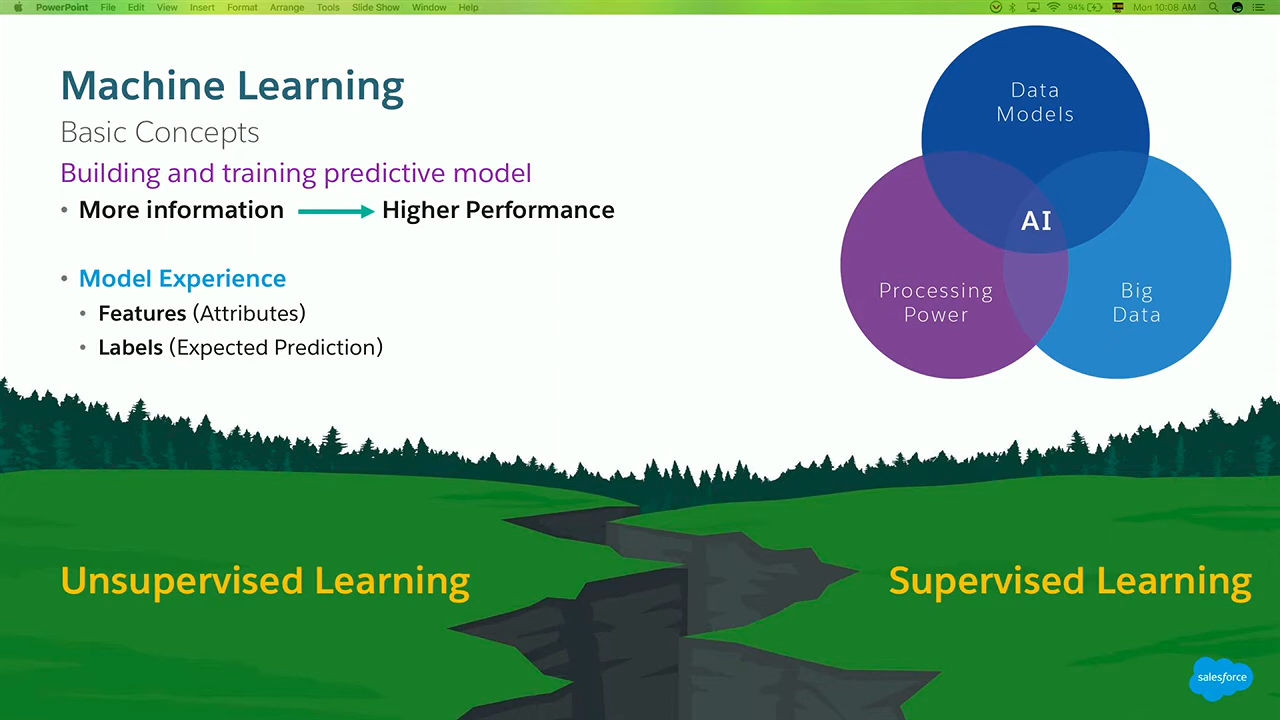 PowerPoint File Edit View Insert Format Arrange Tools Slide Show Window Help 94% Mon 10:08 AM
Machine Learning
Basic Concepts
Building and training predictive model
• More information → Higher Performance
• Model Experience
• Features (Attributes)
• Labels (Expected Prediction)
Data
Models
AI
Processing
Power
Big
Data
Unsupervised Learning
Supervised Learning
salesforce